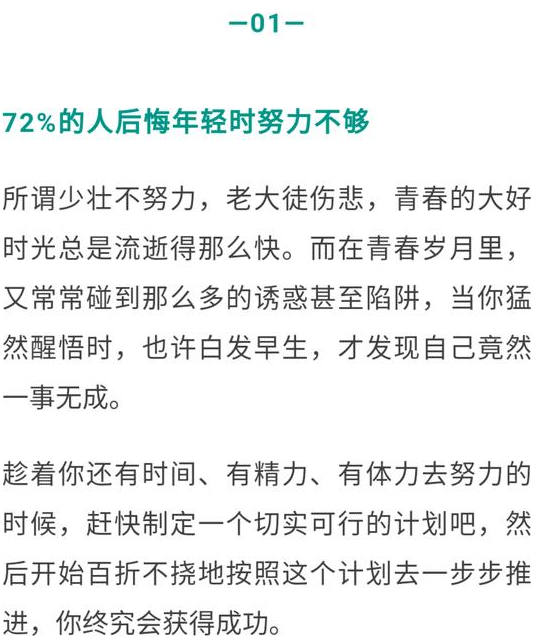 —01—
72%的人后悔年轻时努力不够
所谓少壮不努力，老大徒伤悲，青春的大好
时光总是流逝得那么快。而在青春岁月里，
又常常碰到那么多的诱惑甚至陷阱，当你猛
然醒悟时，也许白发早生，才发现自己竟然
一事无成。
趁着你还有时间、有精力、有体力去努力的
时候，赶快制定一个切实可行的计划吧，然
后开始百折不挠地按照这个计划去一步步推
进，你终究会获得成功。